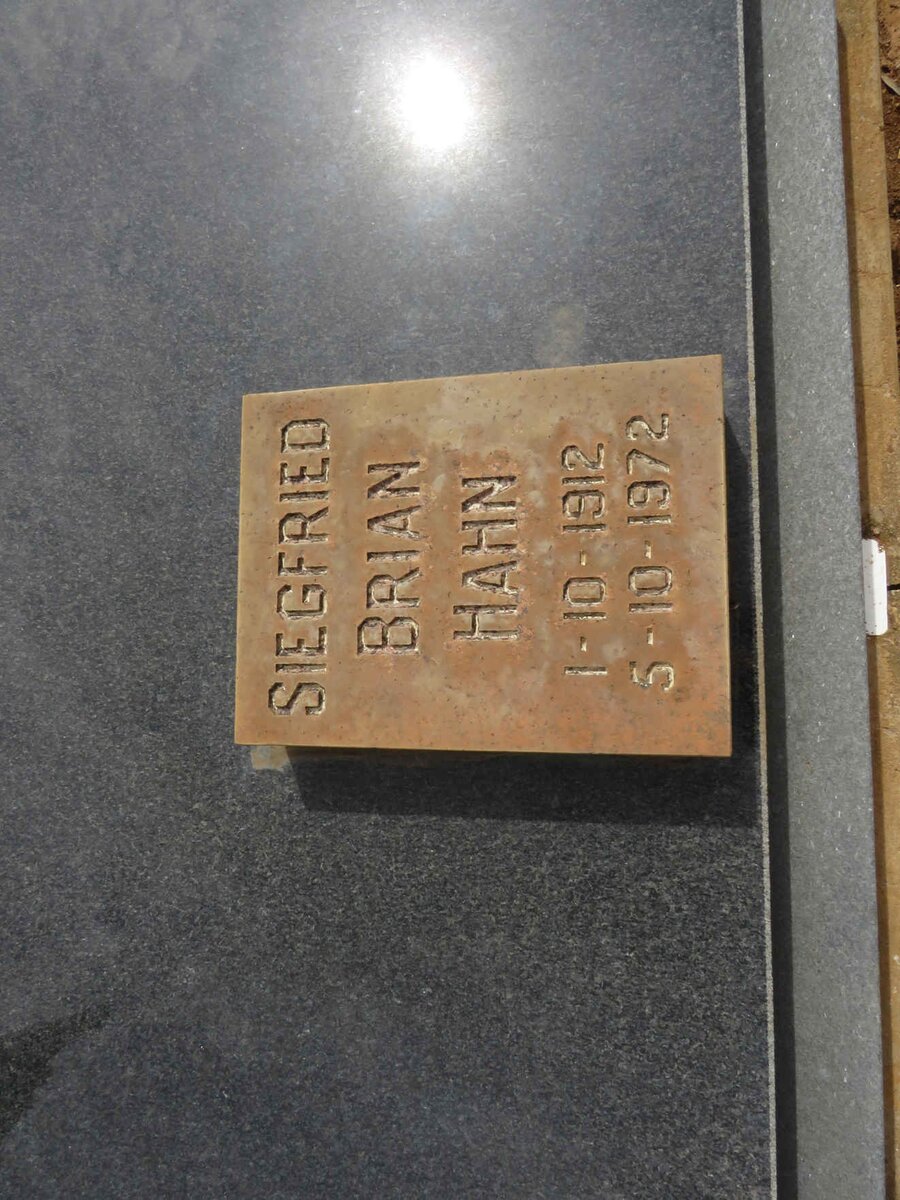 SIEGFRIED
BRIAN
HAHN
1-10-1912
5-10-1972